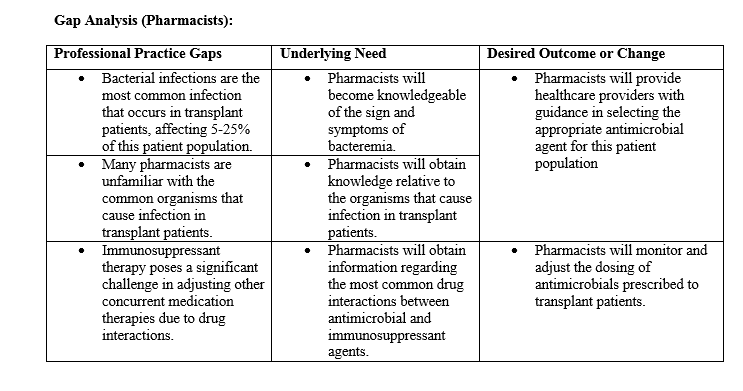 Gap Analysis (Pharmacists):
Professional Practice Gaps
Underlying Need
Desired Outcome or Change
• Bacterial infections are the
most common infection
that occurs in transplant
patients, affecting 5-25%
of this patient population.
• Pharmacists will
become knowledgeable
of the sign and
symptoms of
bacteremia.
• Pharmacists will provide
healthcare providers with
guidance in selecting the
appropriate antimicrobial
agent for this patient
population
• Many pharmacists are
unfamiliar with the
common organisms that
cause infection in
transplant patients.
• Pharmacists will obtain
knowledge relative to
the organisms that cause
infection in transplant
patients.
• Immunosuppressant
therapy poses a significant
challenge in adjusting other
concurrent medication
therapies due to drug
interactions.
• Pharmacists will obtain
information regarding
the most common drug
interactions between
antimicrobial and
immunosuppressant
agents.
• Pharmacists will monitor and
adjust the dosing of
antimicrobials prescribed to
transplant patients.